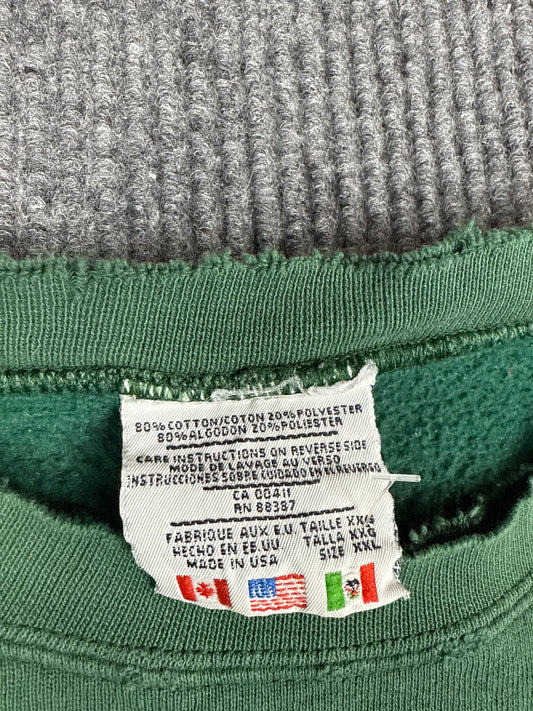 80% COTTON/COTON 20% POLYESTER
80% ALGODON 20% POLIESTER
CARE INSTRUCTIONS ON REVERSE SIDE
MODE DE LAVAGE AU VERSO
INSTRUCCIONES SOBRE CUIDADO EN REVERSO
CA 00411
RN 88387
FABRIQUE AUX E.U. TAILLE XXG
HECHO EN EE.UU. TALLA XXG
MADE IN USA SIZE XXL